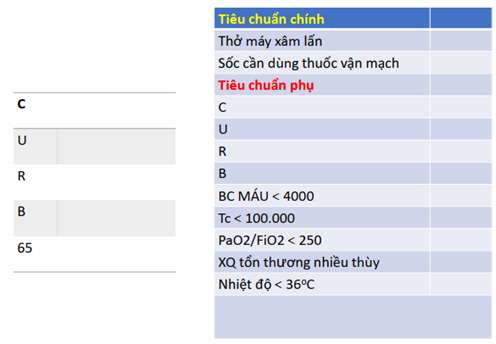 C
U
R
B
65
Tiêu chuẩn chính
Thở máy xâm lấn
Sốc cần dùng thuốc vận mạch
Tiêu chuẩn phụ
C
U
R
B
BC MÁU < 4000
Tc < 100.000
PaO2/FiO2 < 250
XQ tổn thương nhiều thùy
Nhiệt độ < 36ºC